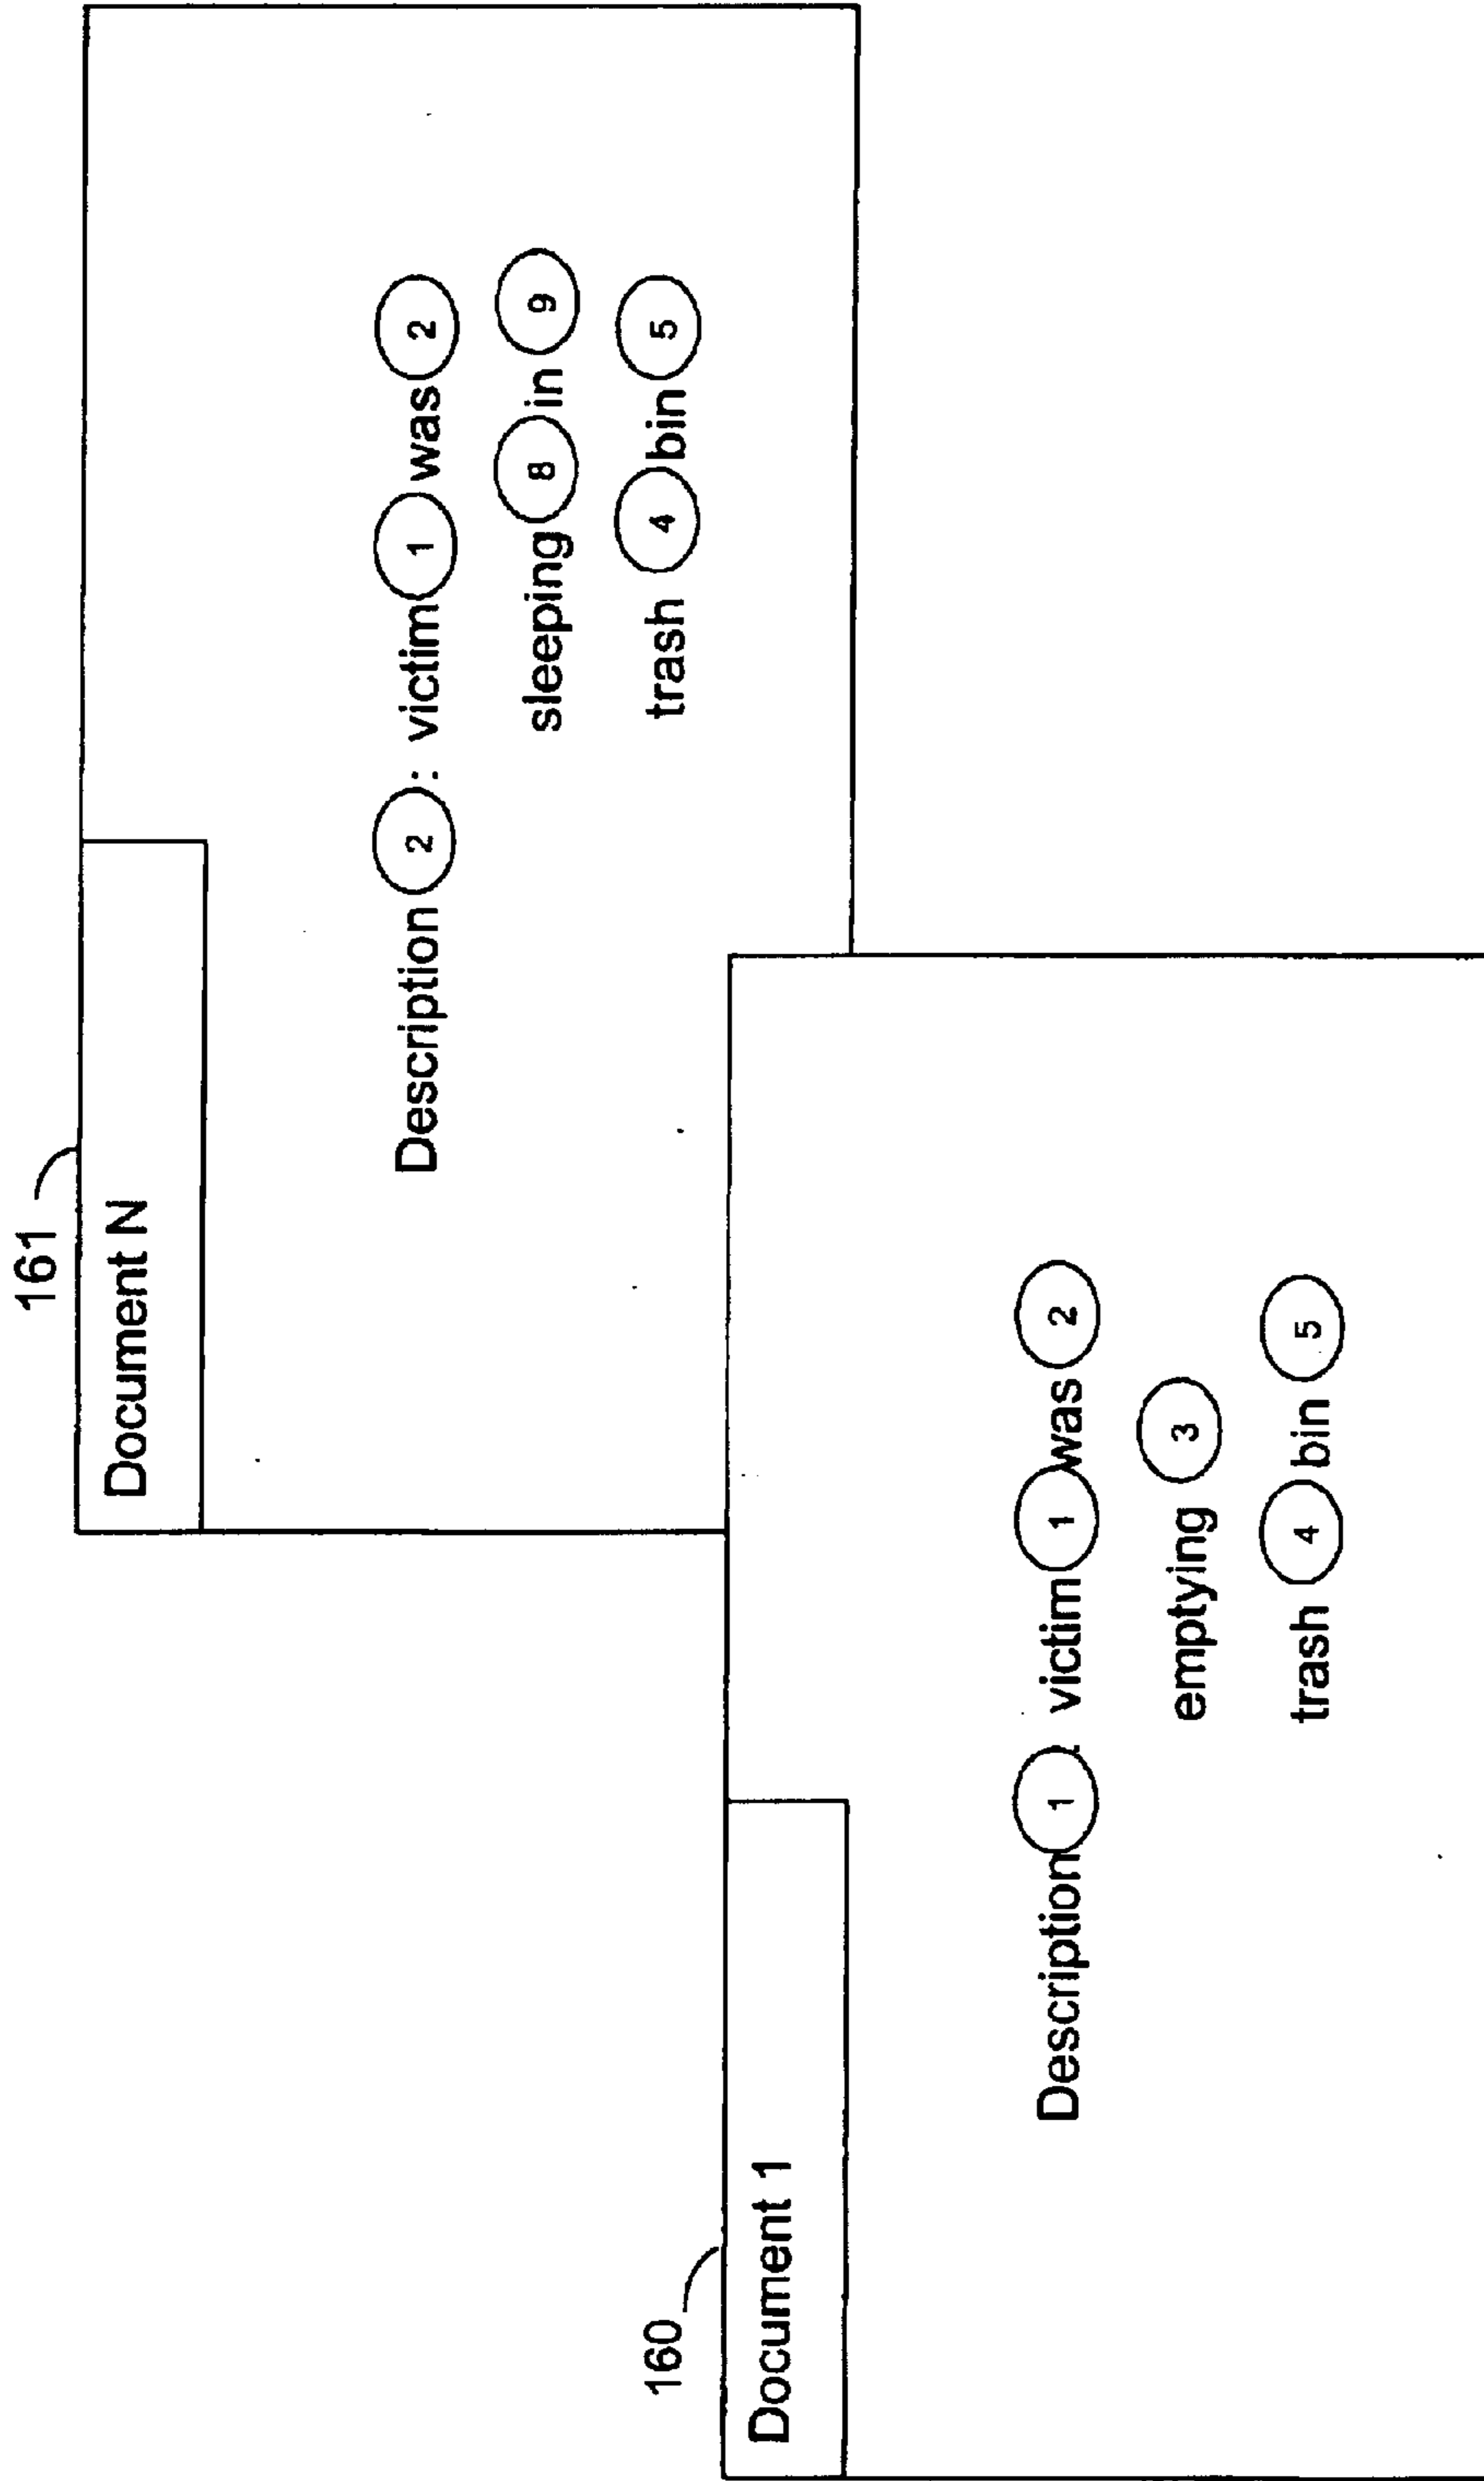 161
Document N
Description 2 : victim 1 was 2
sleeping 8 in 9
trash 4 bin 5
160
Document 1
Description 1 : victim 1 was 2
emptying 3
trash 4 bin 5